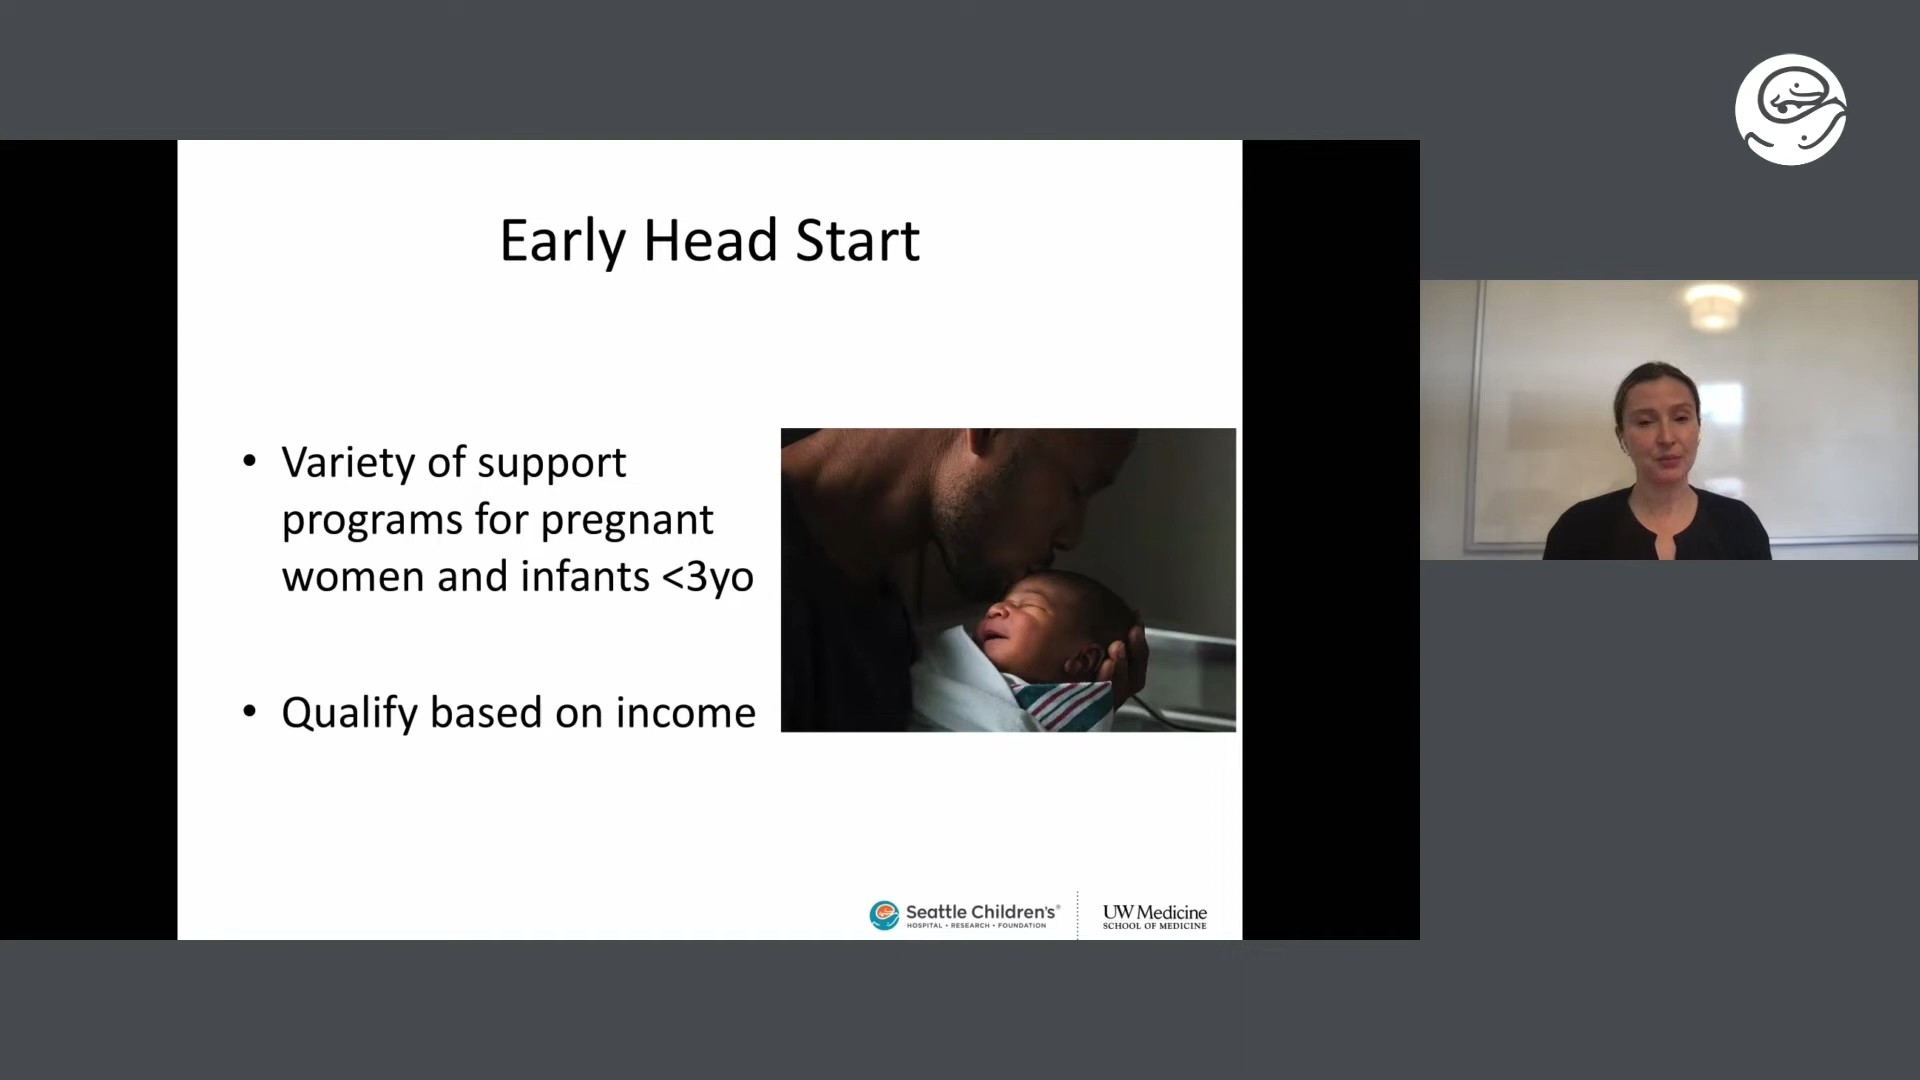 Early Head Start
• Variety of support
programs for pregnant
women and infants <3yo
• Qualify based on income
Seattle Children's®
HOSPITAL • RESEARCH • FOUNDATION
UW Medicine
SCHOOL OF MEDICINE